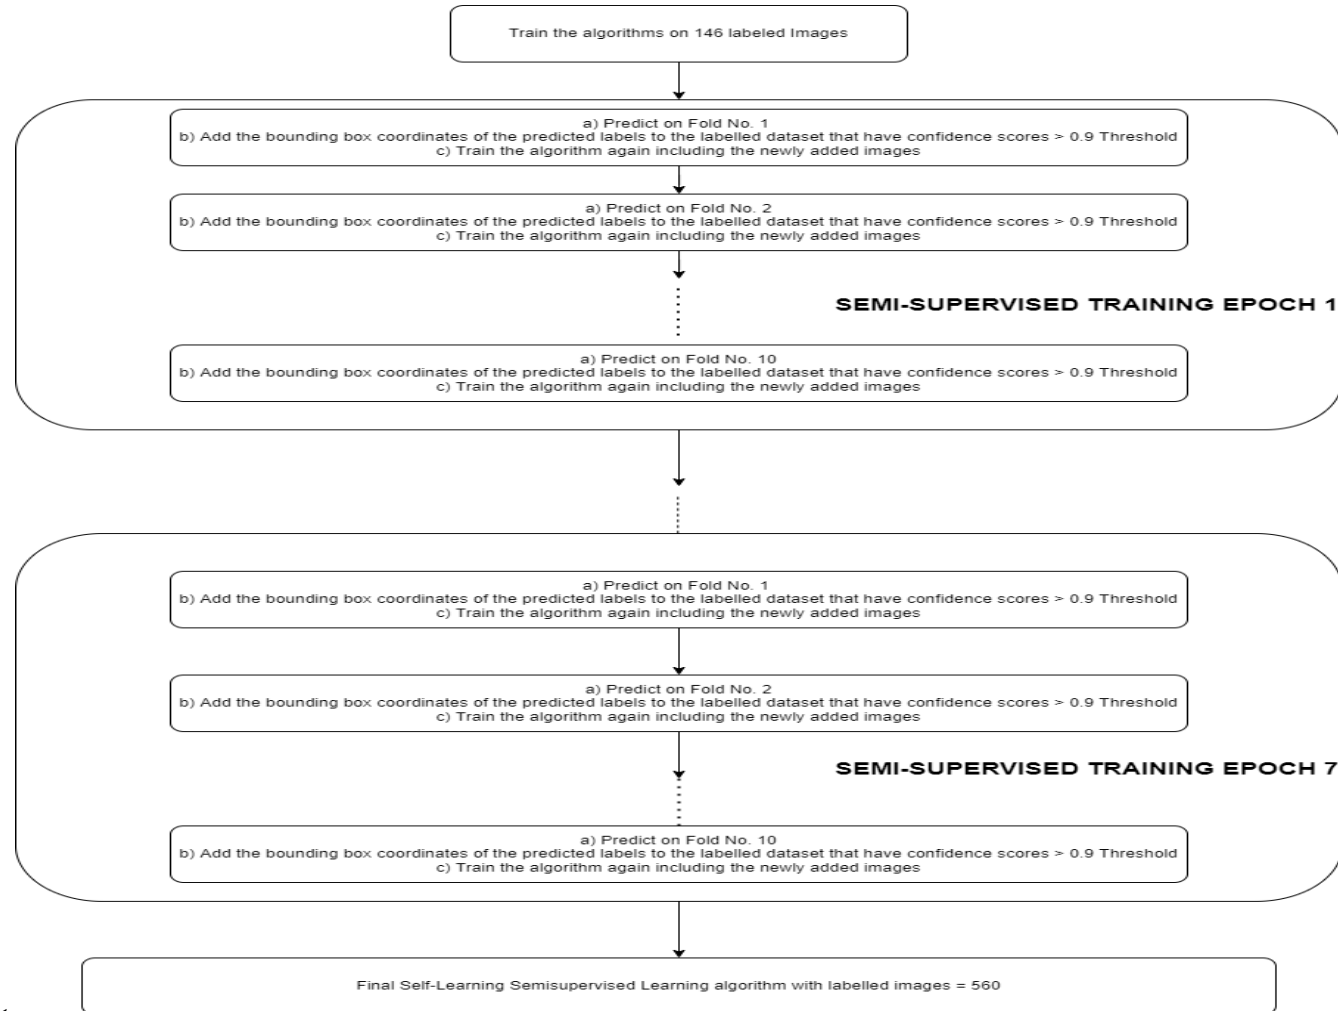 Train the algorithms on 146 labeled Images
a) Predict on Fold No. 1
b) Add the bounding box coordinates of the predicted labels to the labelled dataset that have confidence scores > 0.9 Threshold
c) Train the algorithm again including the newly added images
a) Predict on Fold No. 2
b) Add the bounding box coordinates of the predicted labels to the labelled dataset that have confidence scores > 0.9 Threshold
c) Train the algorithm again including the newly added images
SEMI-SUPERVISED TRAINING EPOCH 1
a) Predict on Fold No. 10
b) Add the bounding box coordinates of the predicted labels to the labelled dataset that have confidence scores > 0.9 Threshold
c) Train the algorithm again including the newly added images
a) Predict on Fold No. 1
b) Add the bounding box coordinates of the predicted labels to the labelled dataset that have confidence scores > 0.9 Threshold
c) Train the algorithm again including the newly added images
a) Predict on Fold No. 2
b) Add the bounding box coordinates of the predicted labels to the labelled dataset that have confidence scores > 0.9 Threshold
c) Train the algorithm again including the newly added images
SEMI-SUPERVISED TRAINING EPOCH 7
a) Predict on Fold No. 10
b) Add the bounding box coordinates of the predicted labels to the labelled dataset that have confidence scores > 0.9 Threshold
c) Train the algorithm again including the newly added images
Final Self-Learning Semisupervised Learning algorithm with labelled images = 560